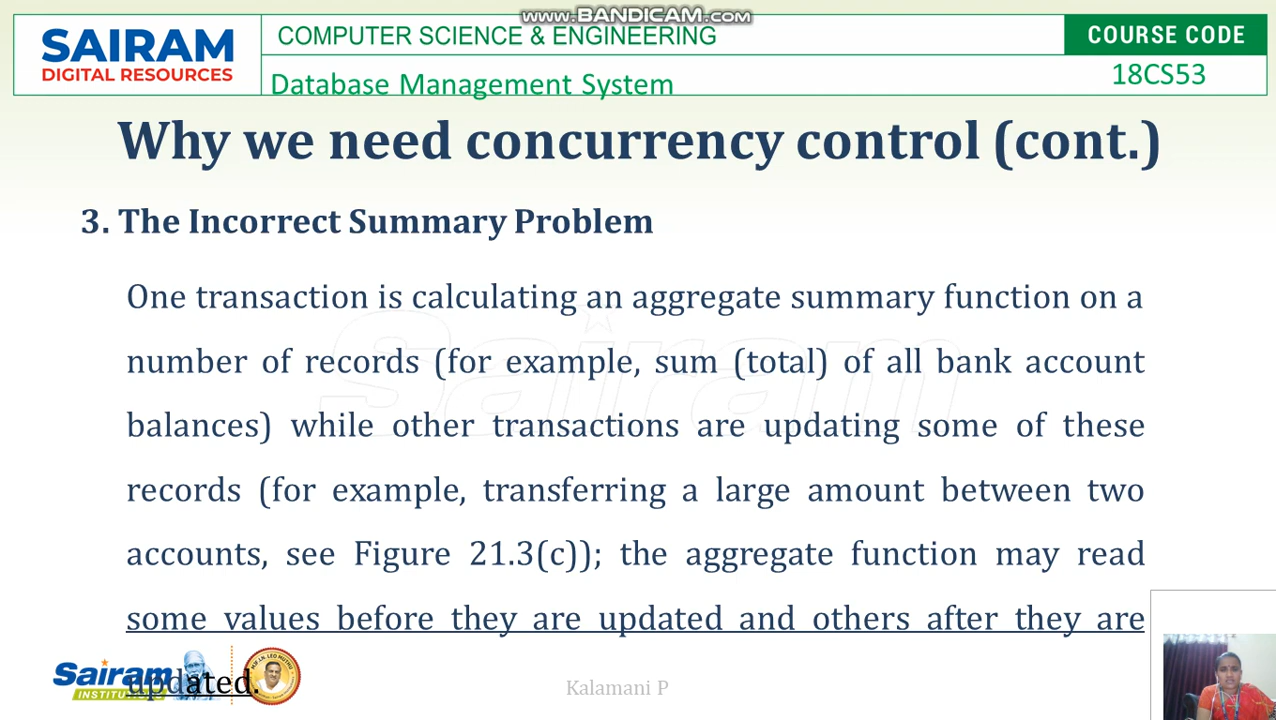 www.BANDICAM.com
SAIRAM
DIGITAL RESOURCES
COMPUTER SCIENCE & ENGINEERING
COURSE CODE
Database Management System
18CS53
Why we need concurrency control (cont.)
3. The Incorrect Summary Problem
One transaction is calculating an aggregate summary function on a
number of records (for example, sum (total) of all bank account
balances) while other transactions are updating some of these
records (for example, transferring a large amount between two
accounts, see Figure 21.3(c)); the aggregate function may read
some values before they are updated and others after they are
updated.
Sairam
Sairam
INSTITUTIONS
Kalamani P